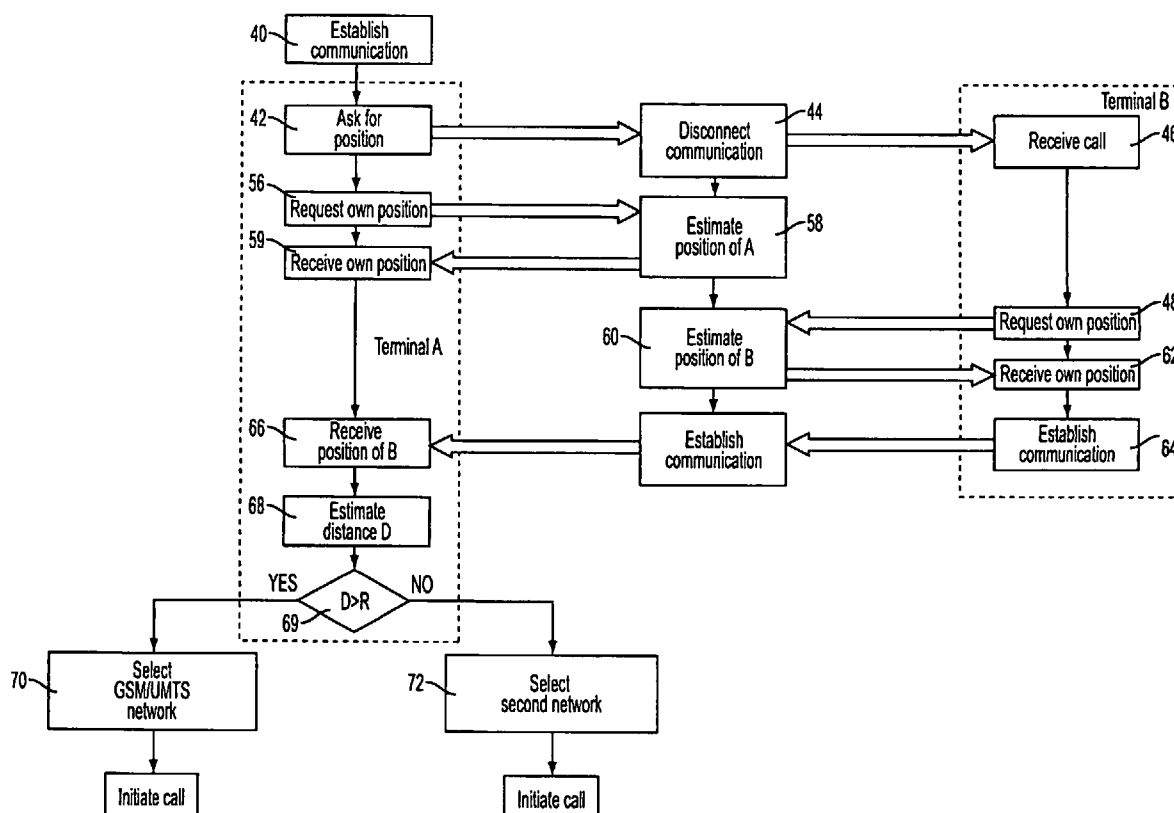 40
Establish
communication
42
Ask for
position
44
Disconnect
communication
Terminal B
Receive call
46
56
Request own position
59
Receive own position
Estimate
position of A
58
Terminal A
60
Estimate
position of B
48
Request own position
62
Receive own position
66
Receive
position of B
Establish
communication
Establish
communication
64
68
Estimate
distance D
YES
D>R
NO
69
70
Select
GSM/UMTS
network
72
Select
second network
Initiate call
Initiate call